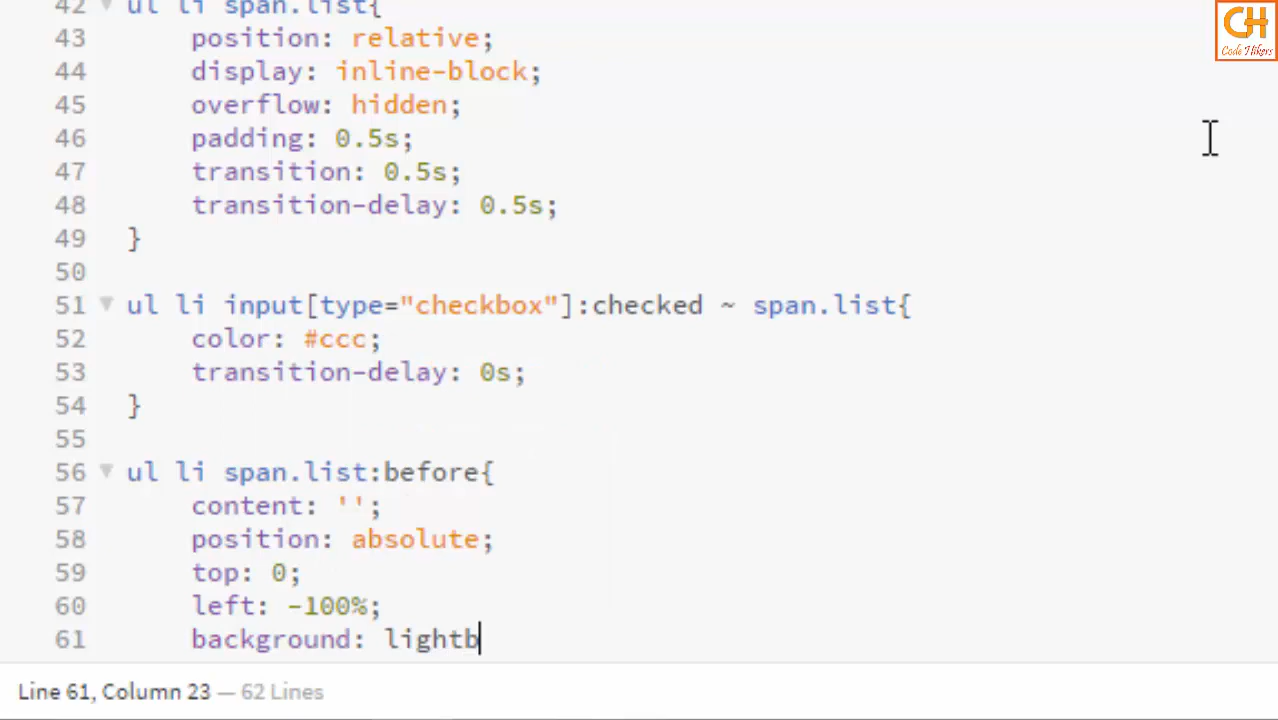 42 ul li span.list{
43 position: relative;
44 display: inline-block;
45 overflow: hidden;
46 padding: 0.5s;
47 transition: 0.5s;
48 transition-delay: 0.5s;
49 }
50
51 ul li input[type="checkbox"]:checked ~ span.list{
52 color: #ccc;
53 transition-delay: 0s;
54 }
55
56 ul li span.list:before{
57 content: '';
58 position: absolute;
59 top: 0;
60 left: -100%;
61 background: lightb
Line 61, Column 23 — 62 Lines
CH
Code Hikers